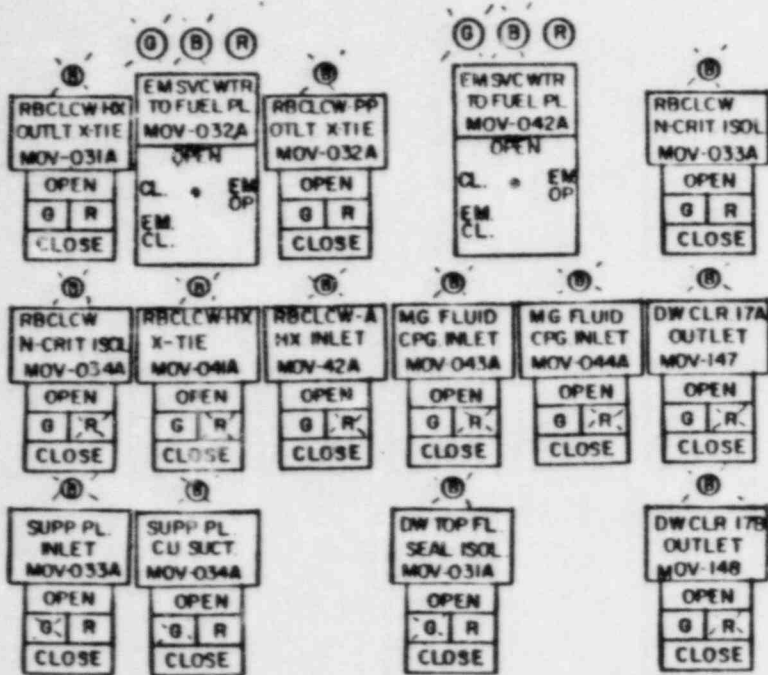 G B R
G B R
B
RBCLCW-HX
OUTLT X-TIE
MOV-031A
OPEN
G R
CLOSE
EM SVC WTR
TO FUEL PL
MOV-032A
OPEN
CL. EM
OP
EM.
CL.
B
RBCLCW-PP
OTLT X-TIE
MOV-032A
OPEN
G R
CLOSE
EM SVC WTR
TO FUEL PL
MOV-042A
OPEN
CL. EM
OP
EM.
CL.
B
RBCLCW
N-CRIT ISOL
MOV-033A
OPEN
G R
CLOSE
B
RBCLCW
N-CRIT ISOL
MOV-034A
OPEN
G R
CLOSE
B
RBCLCW-HX
X-TIE
MOV-041A
OPEN
G R
CLOSE
B
RBCLCW-A
HX INLET
MOV-42A
OPEN
G R
CLOSE
B
MG FLUID
CPG. INLET
MOV-043A
OPEN
G R
CLOSE
B
MG FLUID
CPG. INLET
MOV-044A
OPEN
G R
CLOSE
B
DW CLR 17A
OUTLET
MOV-147
OPEN
G R
CLOSE
B
SUPP PL.
INLET
MOV-033A
OPEN
G R
CLOSE
B
SUPP PL.
C.U SUCT.
MOV-034A
OPEN
G R
CLOSE
B
DW TOP FL.
SEAL ISOL
MOV-031A
OPEN
G R
CLOSE
B
DW CLR 17B
OUTLET
MOV-148
OPEN
G R
CLOSE